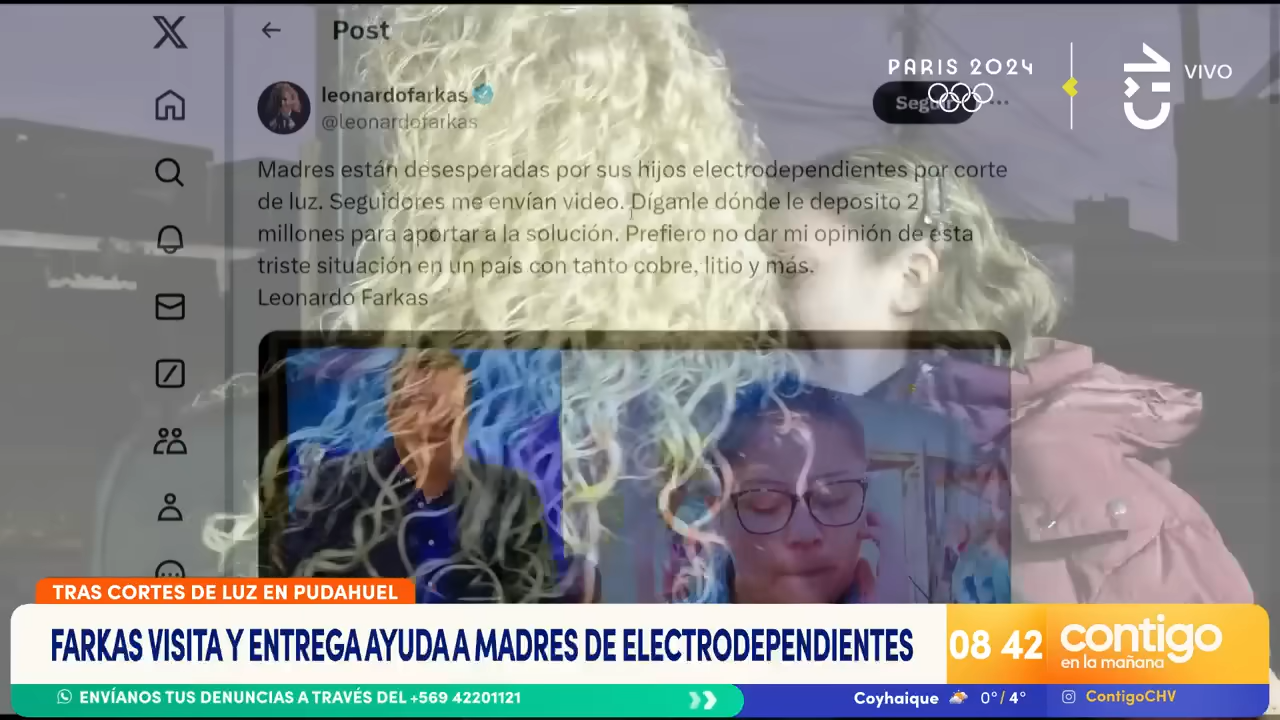 Post
PARIS 2024
CHV
VIVO
leonardofarkas
@leonardofarkas
Seguir
Madres están desesperadas por sus hijos electrodependientes por corte
de luz. Seguidores me envían video. Díganle dónde le deposito 2
millones para aportar a la solución. Prefiero no dar mi opinión de esta
triste situación en un país con tanto cobre, litio y más.
Leonardo Farkas
TRAS CORTES DE LUZ EN PUDAHUEL
FARKAS VISITA Y ENTREGA AYUDA A MADRES DE ELECTRODEPENDIENTES
08 42
contigo
en la mañana
ENVÍANOS TUS DENUNCIAS A TRAVÉS DEL +569 42201121
Coyhaique 0°/ 4°
ContigoCHV